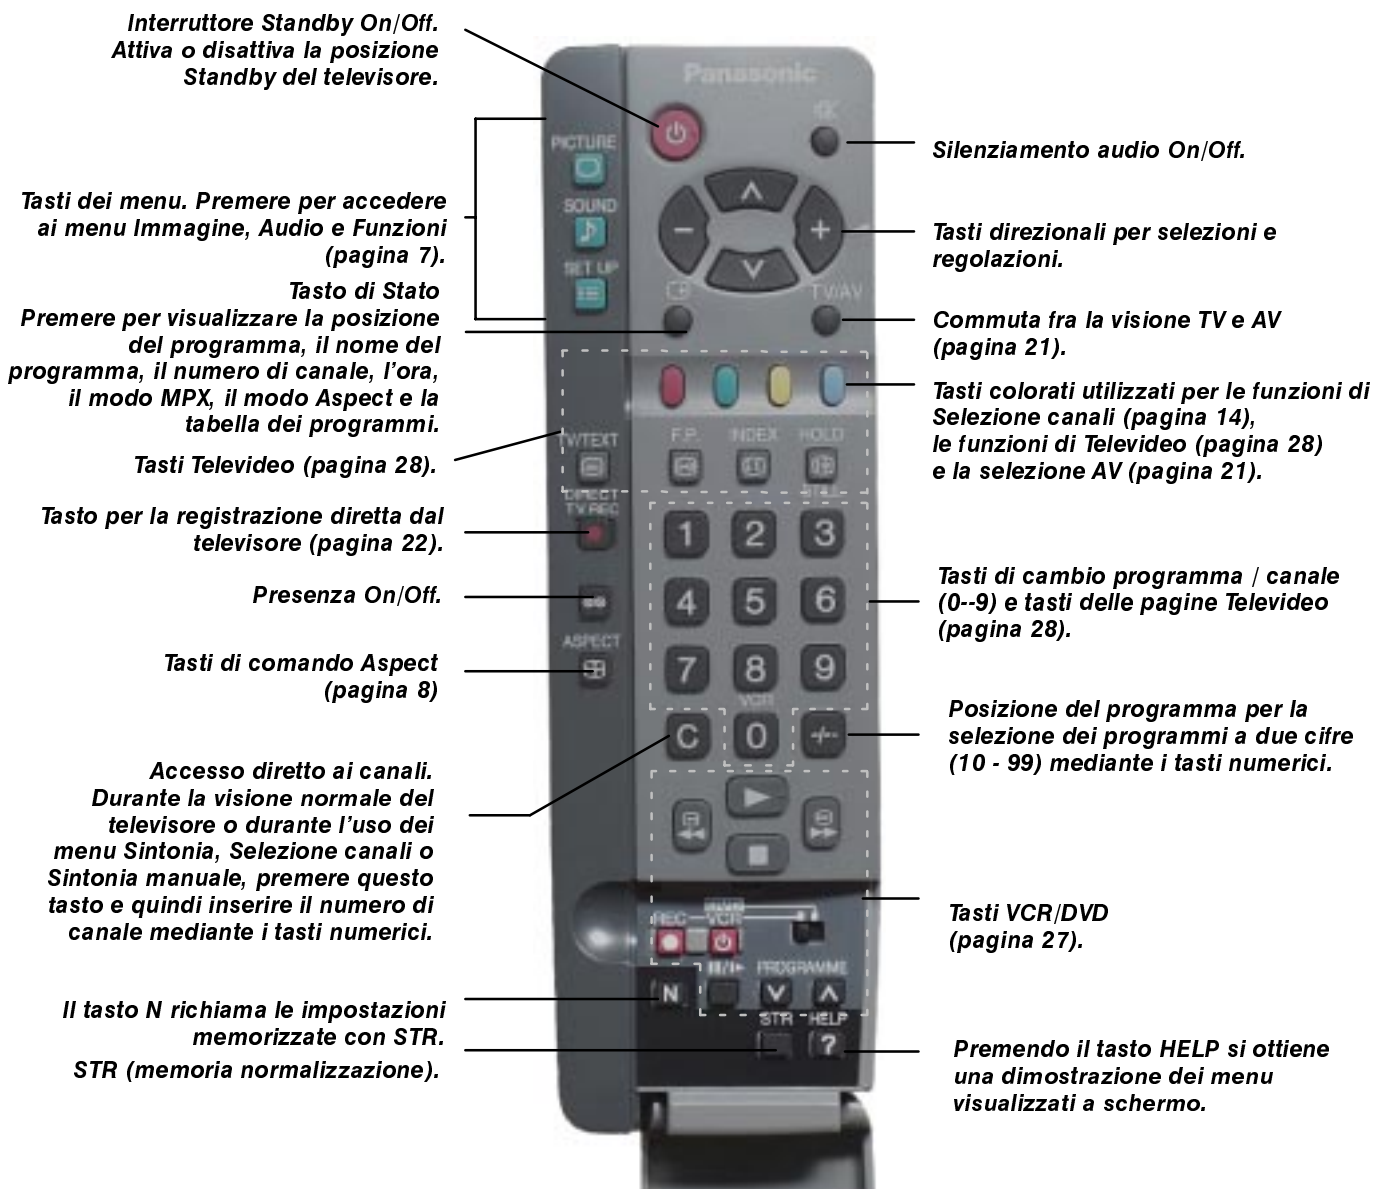 Interruttore Standby On/Off.
Attiva o disattiva la posizione
Standby del televisore.
Tasti dei menu. Premere per accedere
ai menu Immagine, Audio e Funzioni
(pagina 7).
Tasto di Stato
Premere per visualizzare la posizione
del programma, il nome del
programma, il numero di canale, l'ora,
il modo MPX, il modo Aspect e la
tabella dei programmi.
Tasti Televideo (pagina 28).
Tasto per la registrazione diretta dal
televisore (pagina 22).
Presenza On/Off.
Tasti di comando Aspect
(pagina 8)
Accesso diretto ai canali.
Durante la visione normale del
televisore o durante l'uso dei
menu Sintonia, Selezione canali o
Sintonia manuale, premere questo
tasto e quindi inserire il numero di
canale mediante i tasti numerici.
Il tasto N richiama le impostazioni
memorizzate con STR.
STR (memoria normalizzazione).
Panasonic
PICTURE
SOUND
SET UP
TV/AV
TV/TEXT
F.P.
INDEX
HOLD
DIRECT
TV REC
1 2 3
4 5 6
ASPECT
7 8 9
VCR
C 0 -/--
REC
VCR
PROGRAMME
N
STR
HELP
?
Silenziamento audio On/Off.
Tasti direzionali per selezioni e
regolazioni.
Commuta fra la visione TV e AV
(pagina 21).
Tasti colorati utilizzati per le funzioni di
Selezione canali (pagina 14),
le funzioni di Televideo (pagina 28)
e la selezione AV (pagina 21).
Tasti di cambio programma / canale
(0--9) e tasti delle pagine Televideo
(pagina 28).
Posizione del programma per la
selezione dei programmi a due cifre
(10 - 99) mediante i tasti numerici.
Tasti VCR/DVD
(pagina 27).
Premendo il tasto HELP si ottiene
una dimostrazione dei menu
visualizzati a schermo.